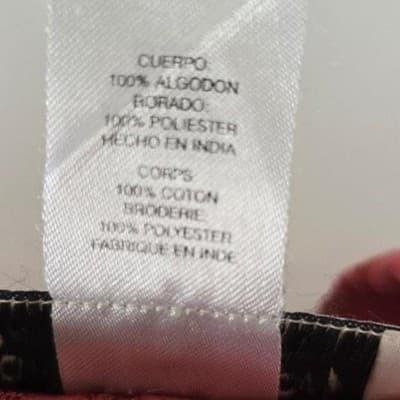 CUERPO:
100% ALGODON
BORADO:
100% POLIESTER
HECHO EN INDIA
CORPS
100% COTON
BRODERIE:
100% POLYESTER
FABRIQUE EN INDE